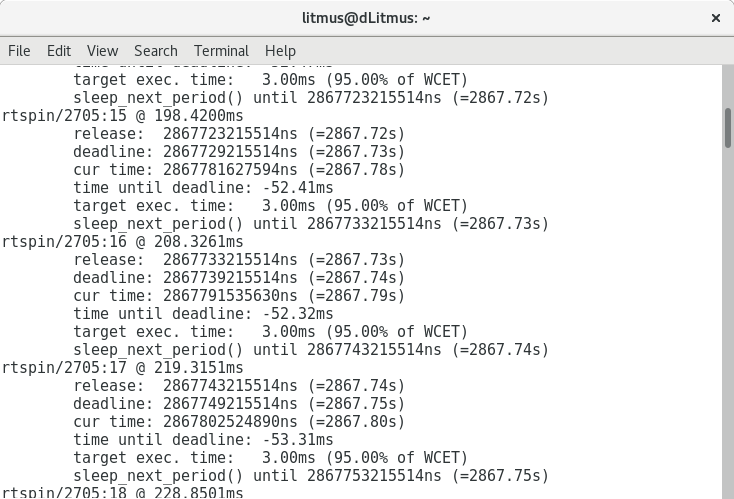 litmus@dLitmus: ~
File Edit View Search Terminal Help
target exec. time:   3.00ms (95.00% of WCET)
sleep_next_period() until 2867723215514ns (=2867.72s)
rtspin/2705:15 @ 198.4200ms
release:  2867723215514ns (=2867.72s)
deadline: 2867729215514ns (=2867.73s)
cur time: 2867781627594ns (=2867.78s)
time until deadline: -52.41ms
target exec. time:   3.00ms (95.00% of WCET)
sleep_next_period() until 2867733215514ns (=2867.73s)
rtspin/2705:16 @ 208.3261ms
release:  2867733215514ns (=2867.73s)
deadline: 2867739215514ns (=2867.74s)
cur time: 2867791535630ns (=2867.79s)
time until deadline: -52.32ms
target exec. time:   3.00ms (95.00% of WCET)
sleep_next_period() until 2867743215514ns (=2867.74s)
rtspin/2705:17 @ 219.3151ms
release:  2867743215514ns (=2867.74s)
deadline: 2867749215514ns (=2867.75s)
cur time: 2867802524890ns (=2867.80s)
time until deadline: -53.31ms
target exec. time:   3.00ms (95.00% of WCET)
sleep_next_period() until 2867753215514ns (=2867.75s)
rtspin/2705:18 @ 228.8501ms